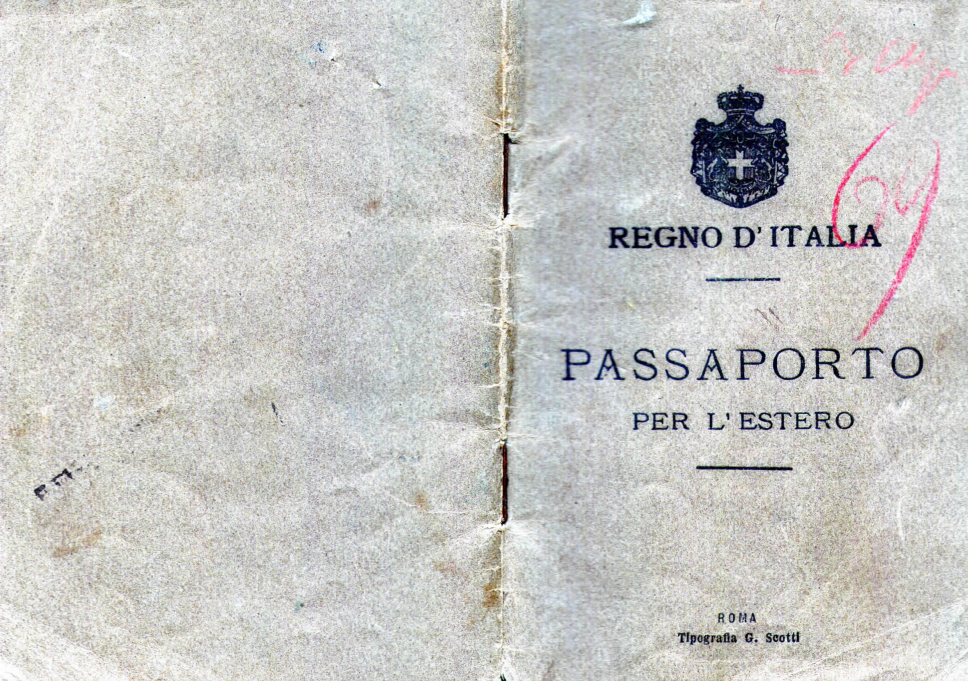 REGNO D'ITALIA
PASSAPORTO
PER L'ESTERO
ROMA
Tipografia G. Scotti